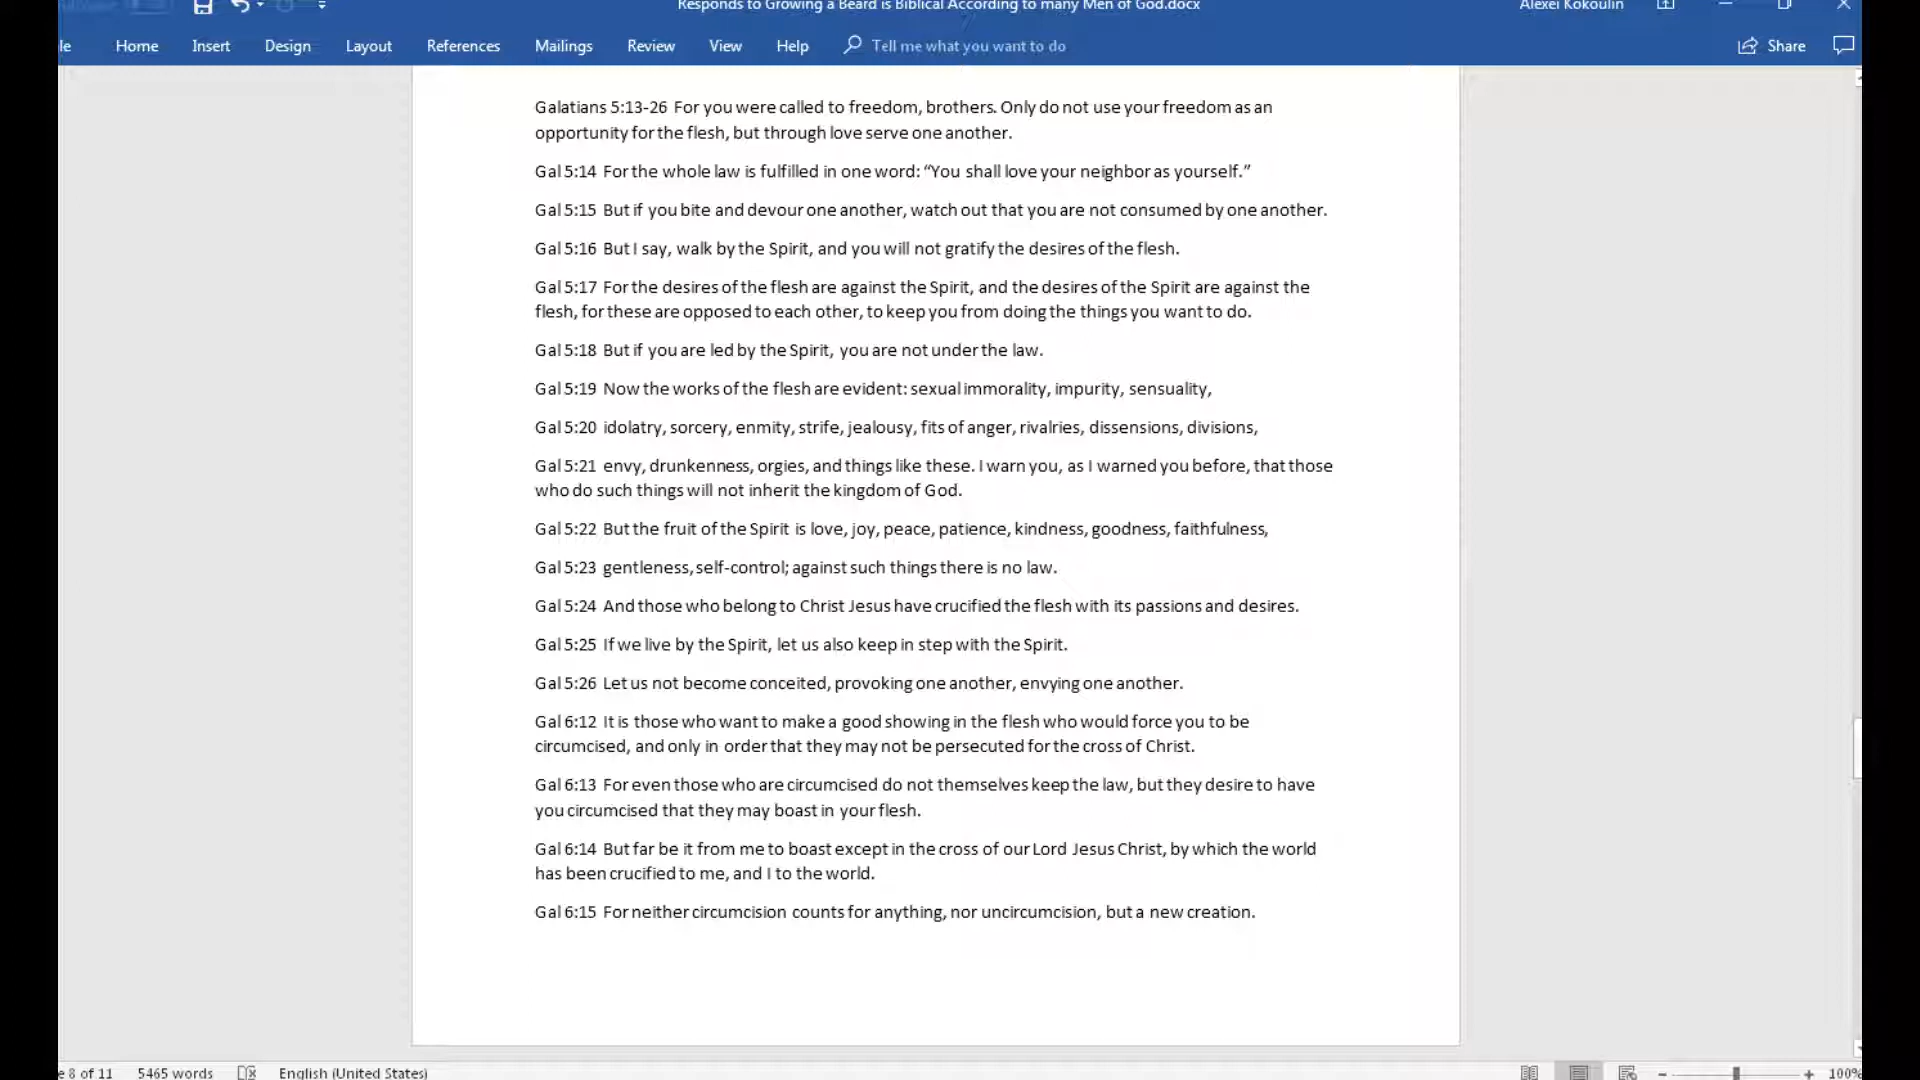 Responds to Growing a Beard is Biblical According to many Men of God.docx
Alexei Kokoulin
Home Insert Design Layout References Mailings Review View Help Tell me what you want to do Share
Galatians 5:13-26 For you were called to freedom, brothers. Only do not use your freedom as an
opportunity for the flesh, but through love serve one another.
Gal 5:14 For the whole law is fulfilled in one word: “You shall love your neighbor as yourself.”
Gal 5:15 But if you bite and devour one another, watch out that you are not consumed by one another.
Gal 5:16 But I say, walk by the Spirit, and you will not gratify the desires of the flesh.
Gal 5:17 For the desires of the flesh are against the Spirit, and the desires of the Spirit are against the
flesh, for these are opposed to each other, to keep you from doing the things you want to do.
Gal 5:18 But if you are led by the Spirit, you are not under the law.
Gal 5:19 Now the works of the flesh are evident: sexual immorality, impurity, sensuality,
Gal 5:20 idolatry, sorcery, enmity, strife, jealousy, fits of anger, rivalries, dissensions, divisions,
Gal 5:21 envy, drunkenness, orgies, and things like these. I warn you, as I warned you before, that those
who do such things will not inherit the kingdom of God.
Gal 5:22 But the fruit of the Spirit is love, joy, peace, patience, kindness, goodness, faithfulness,
Gal 5:23 gentleness, self-control; against such things there is no law.
Gal 5:24 And those who belong to Christ Jesus have crucified the flesh with its passions and desires.
Gal 5:25 If we live by the Spirit, let us also keep in step with the Spirit.
Gal 5:26 Let us not become conceited, provoking one another, envying one another.
Gal 6:12 It is those who want to make a good showing in the flesh who would force you to be
circumcised, and only in order that they may not be persecuted for the cross of Christ.
Gal 6:13 For even those who are circumcised do not themselves keep the law, but they desire to have
you circumcised that they may boast in your flesh.
Gal 6:14 But far be it from me to boast except in the cross of our Lord Jesus Christ, by which the world
has been crucified to me, and I to the world.
Gal 6:15 For neither circumcision counts for anything, nor uncircumcision, but a new creation.
8 of 11 5465 words English (United States) 100%